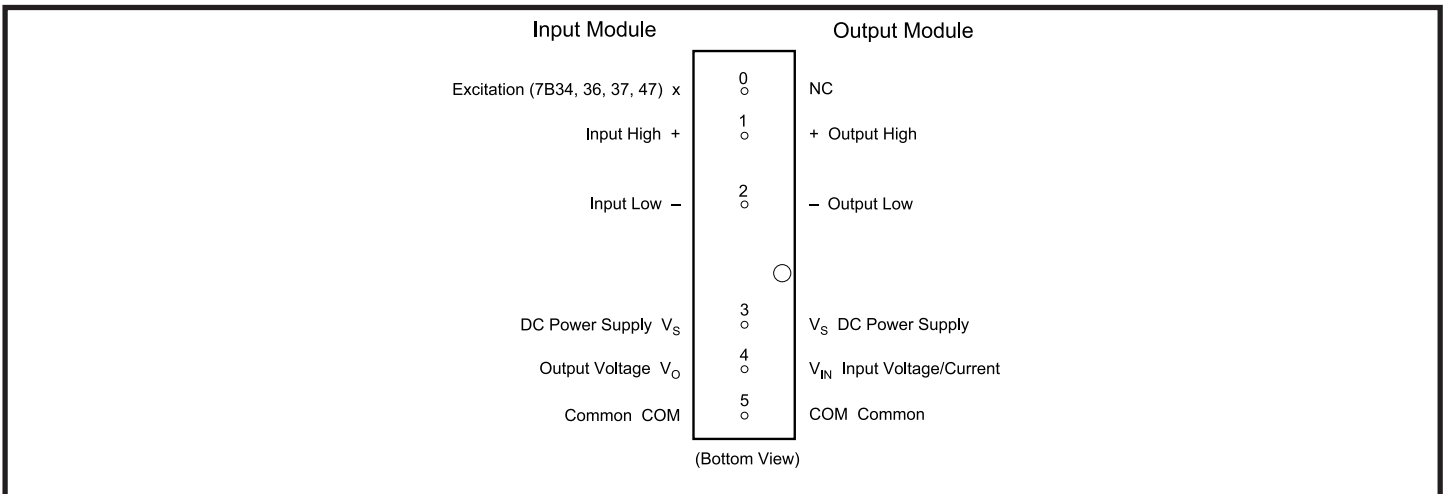 Input Module
Output Module
Excitation (7B34, 36, 37, 47) x
0
NC
Input High +
1
+ Output High
Input Low –
2
– Output Low
DC Power Supply VS
3
VS DC Power Supply
Output Voltage VO
4
VIN Input Voltage/Current
Common COM
5
COM Common
(Bottom View)